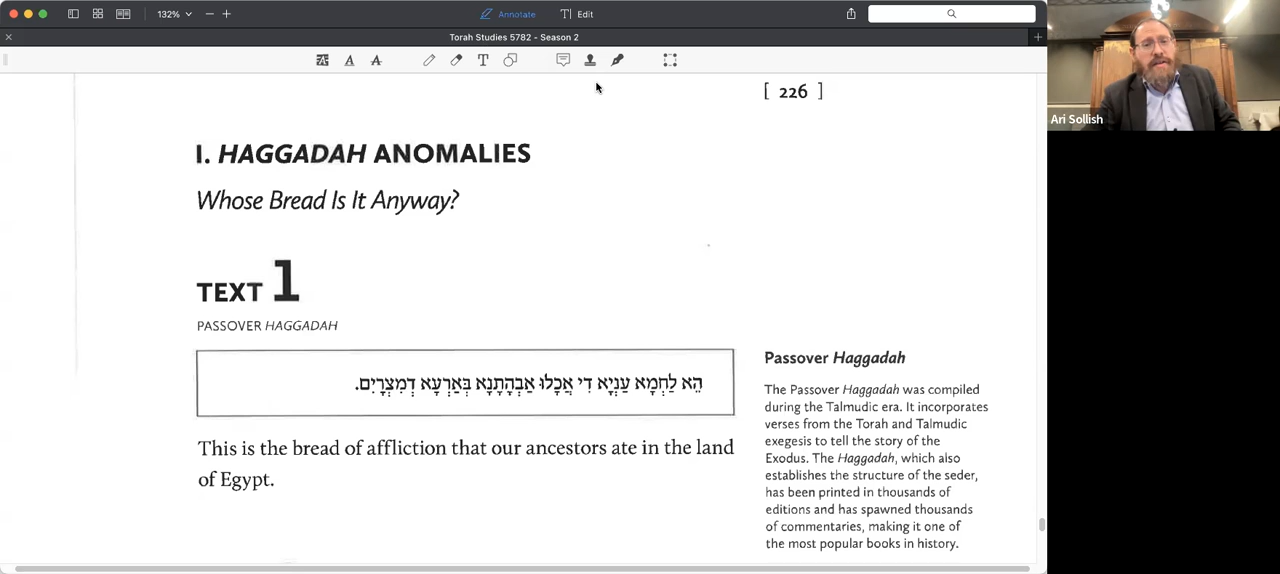 132%
Annotate
Edit
Torah Studies 5782 - Season 2
[ 226 ]
I. HAGGADAH ANOMALIES
Whose Bread Is It Anyway?
TEXT 1
PASSOVER HAGGADAH
הֵא לַחְמָא עַנְיָא דִי אֲכָלוּ אַבְהָתָנָא בְּאַרְעָא דְמִצְרָיִם.
This is the bread of affliction that our ancestors ate in the land
of Egypt.
Passover Haggadah
The Passover Haggadah was compiled
during the Talmudic era. It incorporates
verses from the Torah and Talmudic
exegesis to tell the story of the
Exodus. The Haggadah, which also
establishes the structure of the seder,
has been printed in thousands of
editions and has spawned thousands
of commentaries, making it one of
the most popular books in history.
Ari Sollish